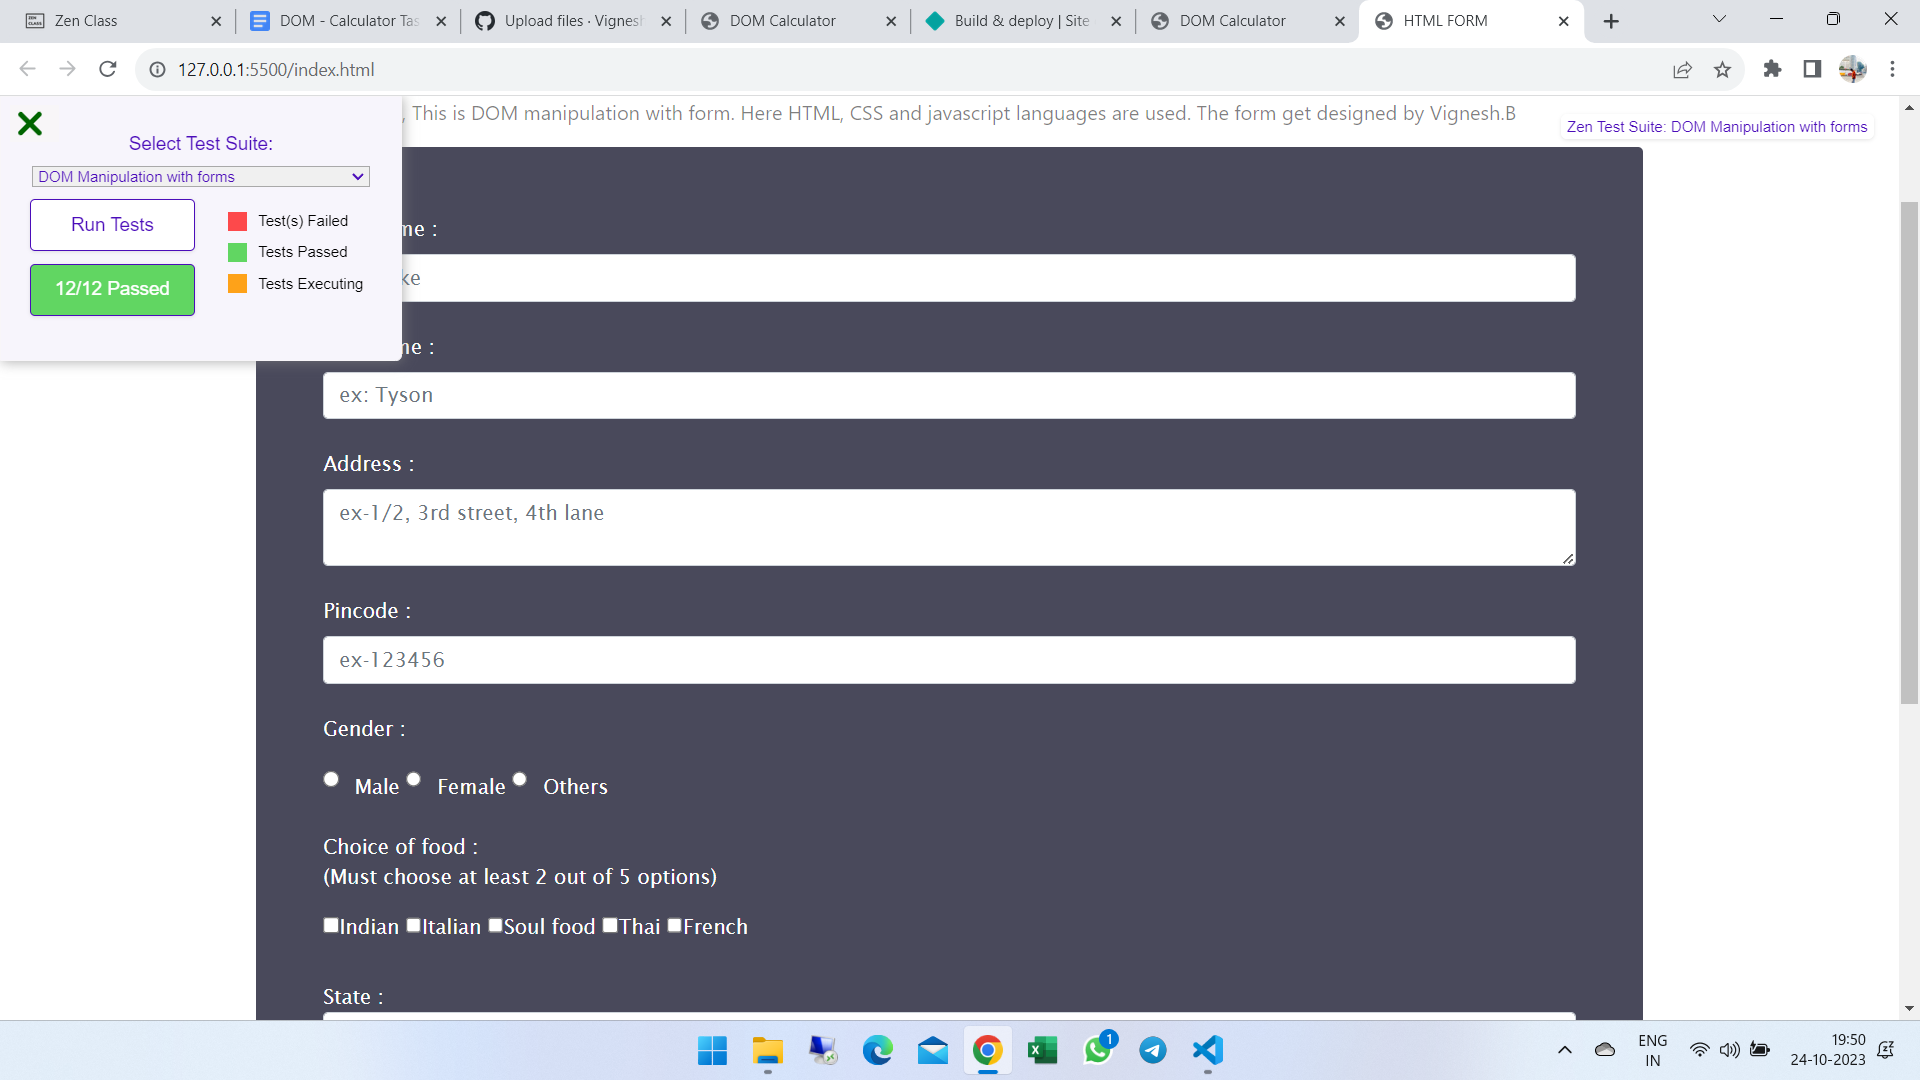 Zen Class
DOM - Calculator Tas
Upload files · Vignesh
DOM Calculator
Build & deploy | Site
DOM Calculator
HTML FORM
127.0.0.1:5500/index.html
, This is DOM manipulation with form. Here HTML, CSS and javascript languages are used. The form get designed by Vignesh.B
Zen Test Suite: DOM Manipulation with forms
Select Test Suite:
DOM Manipulation with forms
Run Tests
12/12 Passed
Test(s) Failed
Tests Passed
Tests Executing
me :
ke
me :
ex: Tyson
Address :
ex-1/2, 3rd street, 4th lane
Pincode :
ex-123456
Gender :
Male Female Others
Choice of food :
(Must choose at least 2 out of 5 options)
Indian Italian Soul food Thai French
State :
1
ENG
IN
19:50
24-10-2023